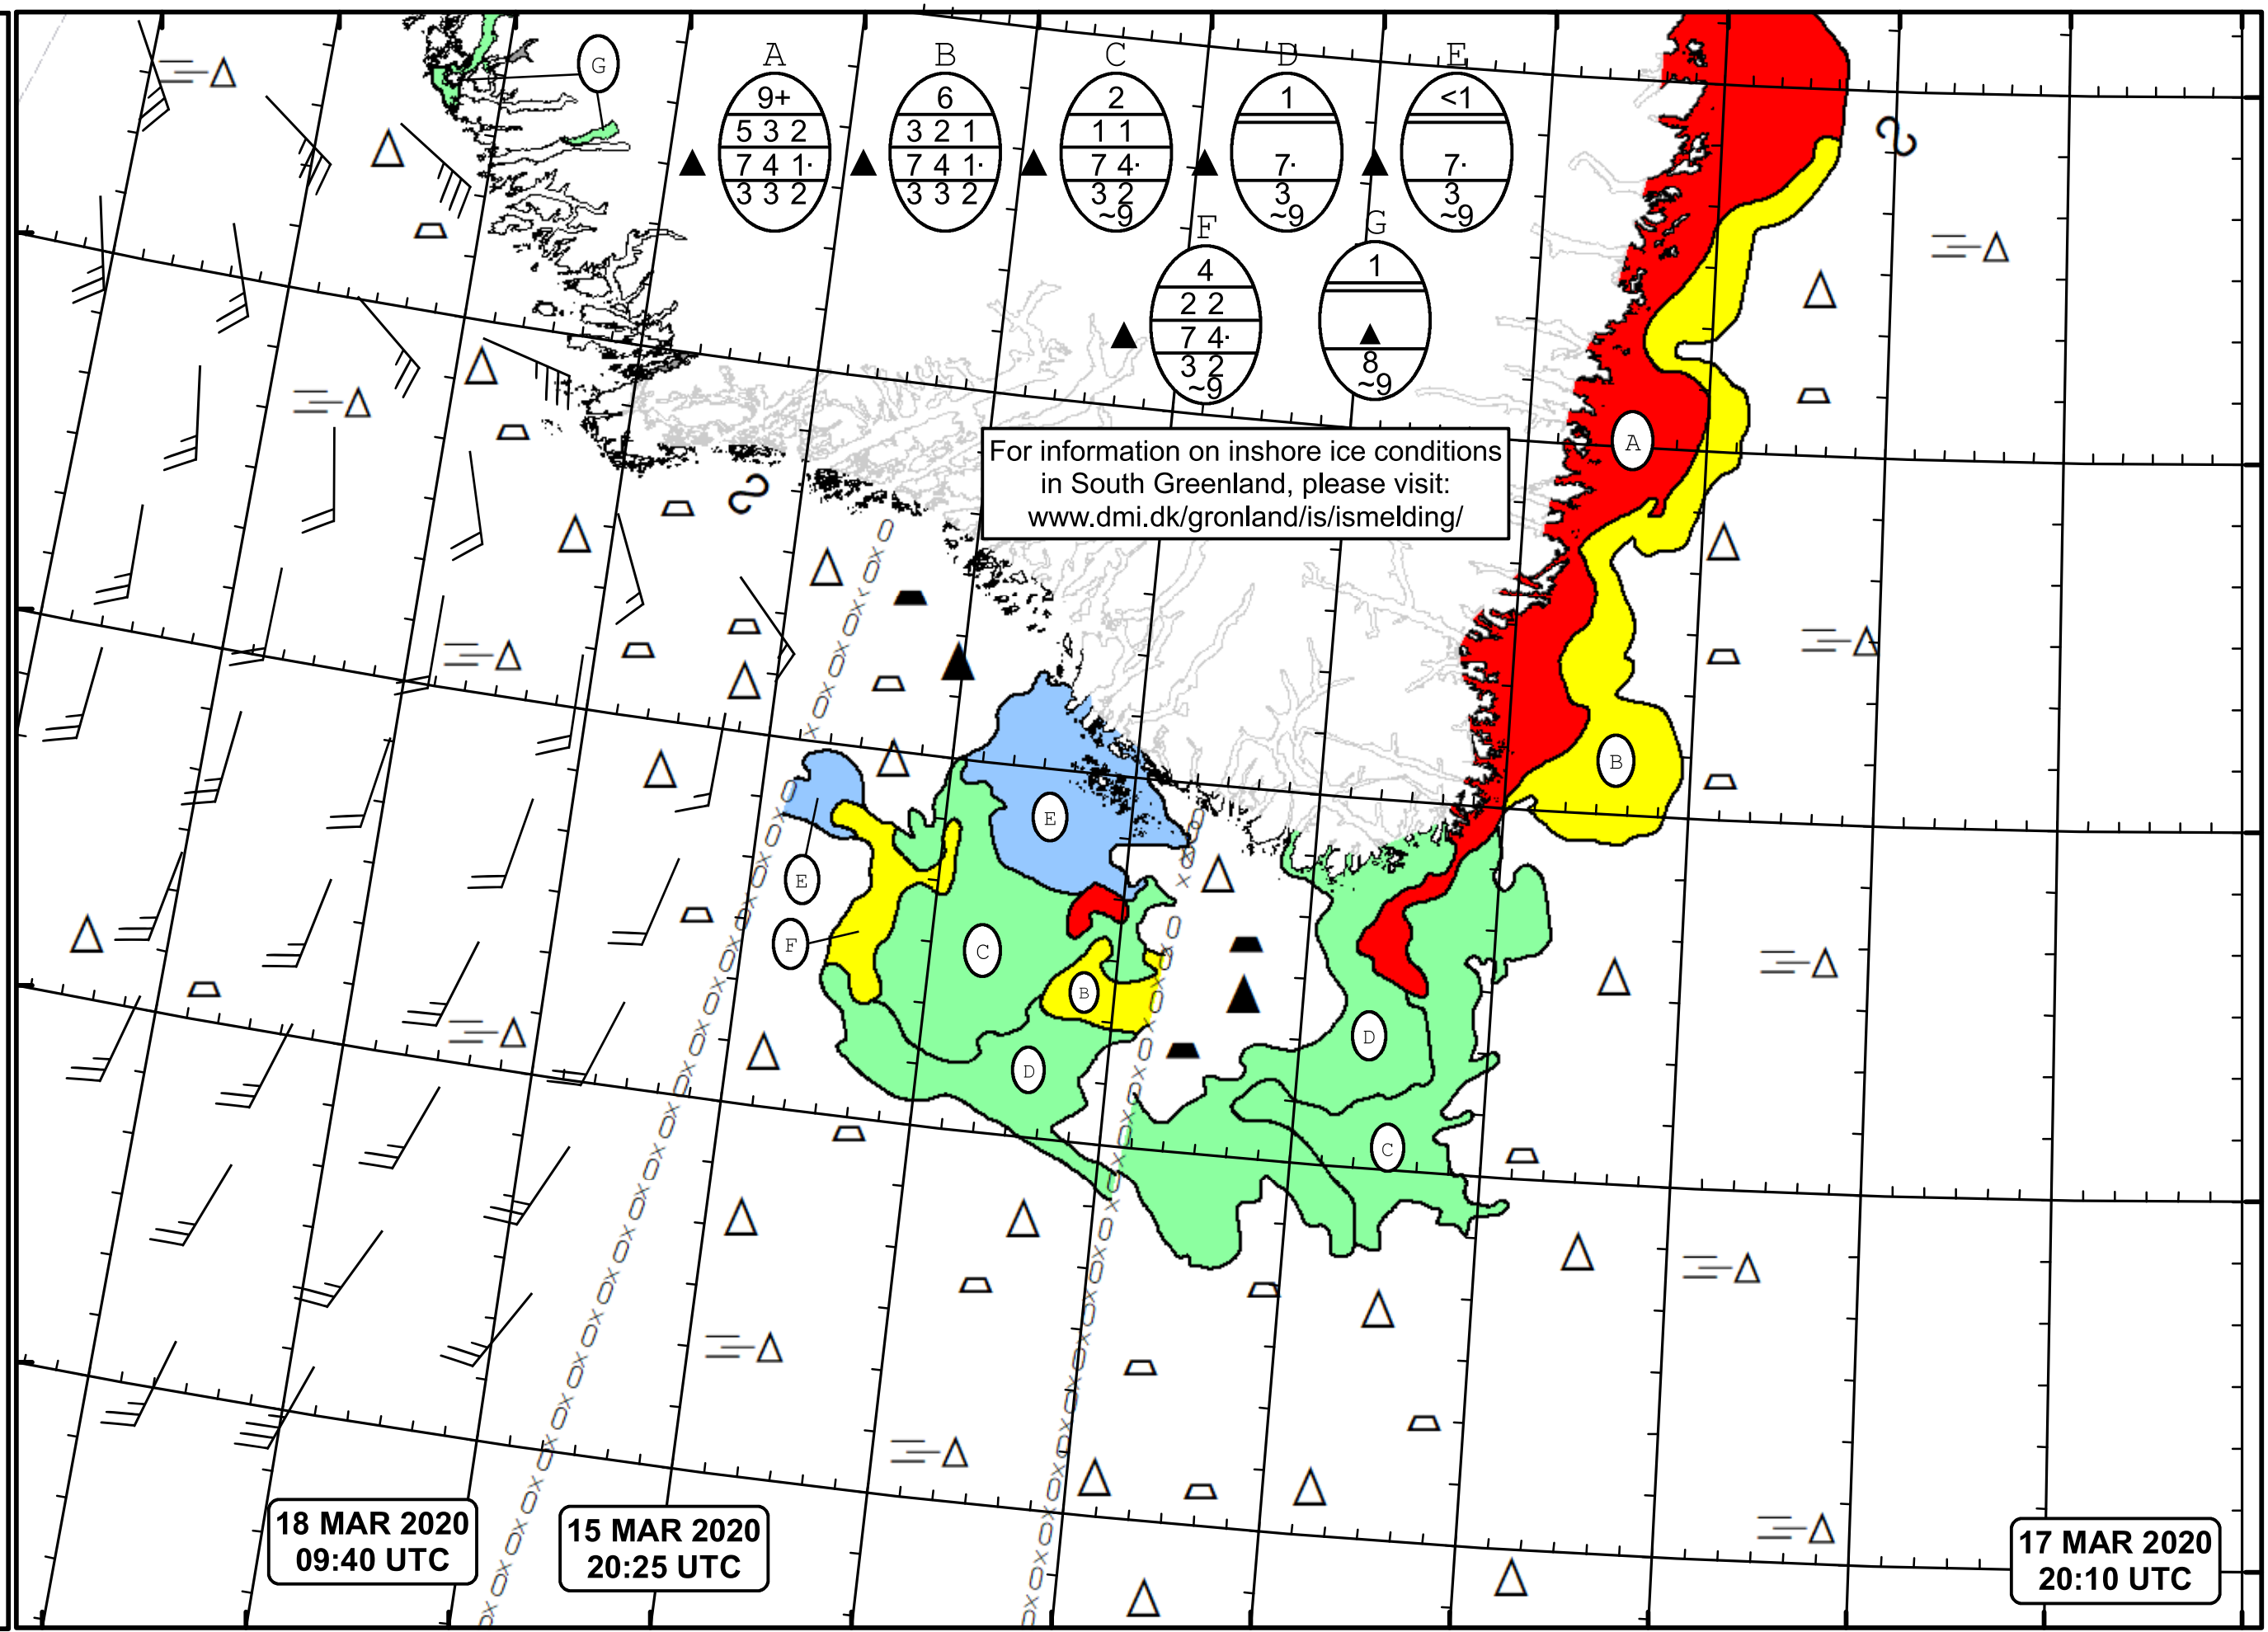 A B C D E
9+ 6 2 1 <1
5 3 2 3 2 1 1 1
7 4 1· 7 4 1· 7 4· 7· 7·
3 3 2 3 3 2 3 2 3 3
~9 ~9 ~9
F G
4 1
2 2
7 4·
3 2 8
~9 ~9
G
For information on inshore ice conditions
in South Greenland, please visit:
www.dmi.dk/gronland/is/ismelding/
A
B
E
E
F
C
B
D
D
C
18 MAR 2020
09:40 UTC
15 MAR 2020
20:25 UTC
17 MAR 2020
20:10 UTC